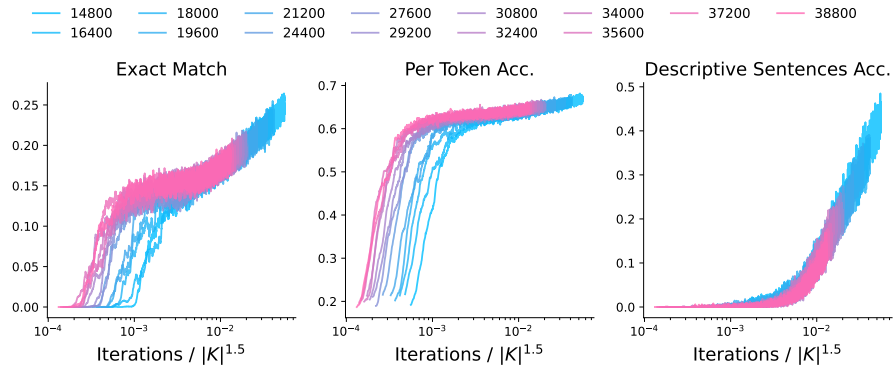 14800 18000 21200 27600 30800 34000 37200 38800
16400 19600 24400 29200 32400 35600
Exact Match
0.25
0.20
0.15
0.10
0.05
0.00
10⁻⁴ 10⁻³ 10⁻²
Iterations / |K|¹·⁵
Per Token Acc.
0.7
0.6
0.5
0.4
0.3
0.2
10⁻⁴ 10⁻³ 10⁻²
Iterations / |K|¹·⁵
Descriptive Sentences Acc.
0.5
0.4
0.3
0.2
0.1
0.0
10⁻⁴ 10⁻³ 10⁻²
Iterations / |K|¹·⁵